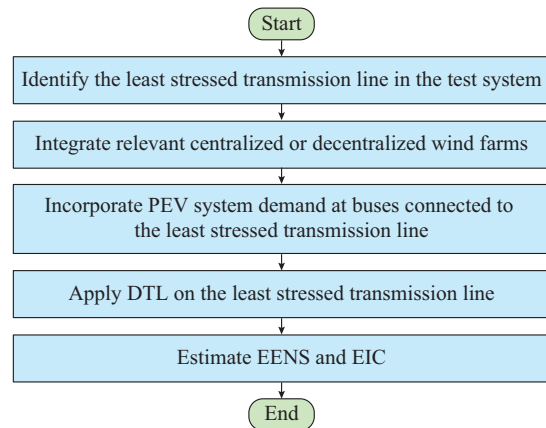 Start
Identify the least stressed transmission line in the test system
Integrate relevant centralized or decentralized wind farms
Incorporate PEV system demand at buses connected to
the least stressed transmission line
Apply DTL on the least stressed transmission line
Estimate EENS and EIC
End